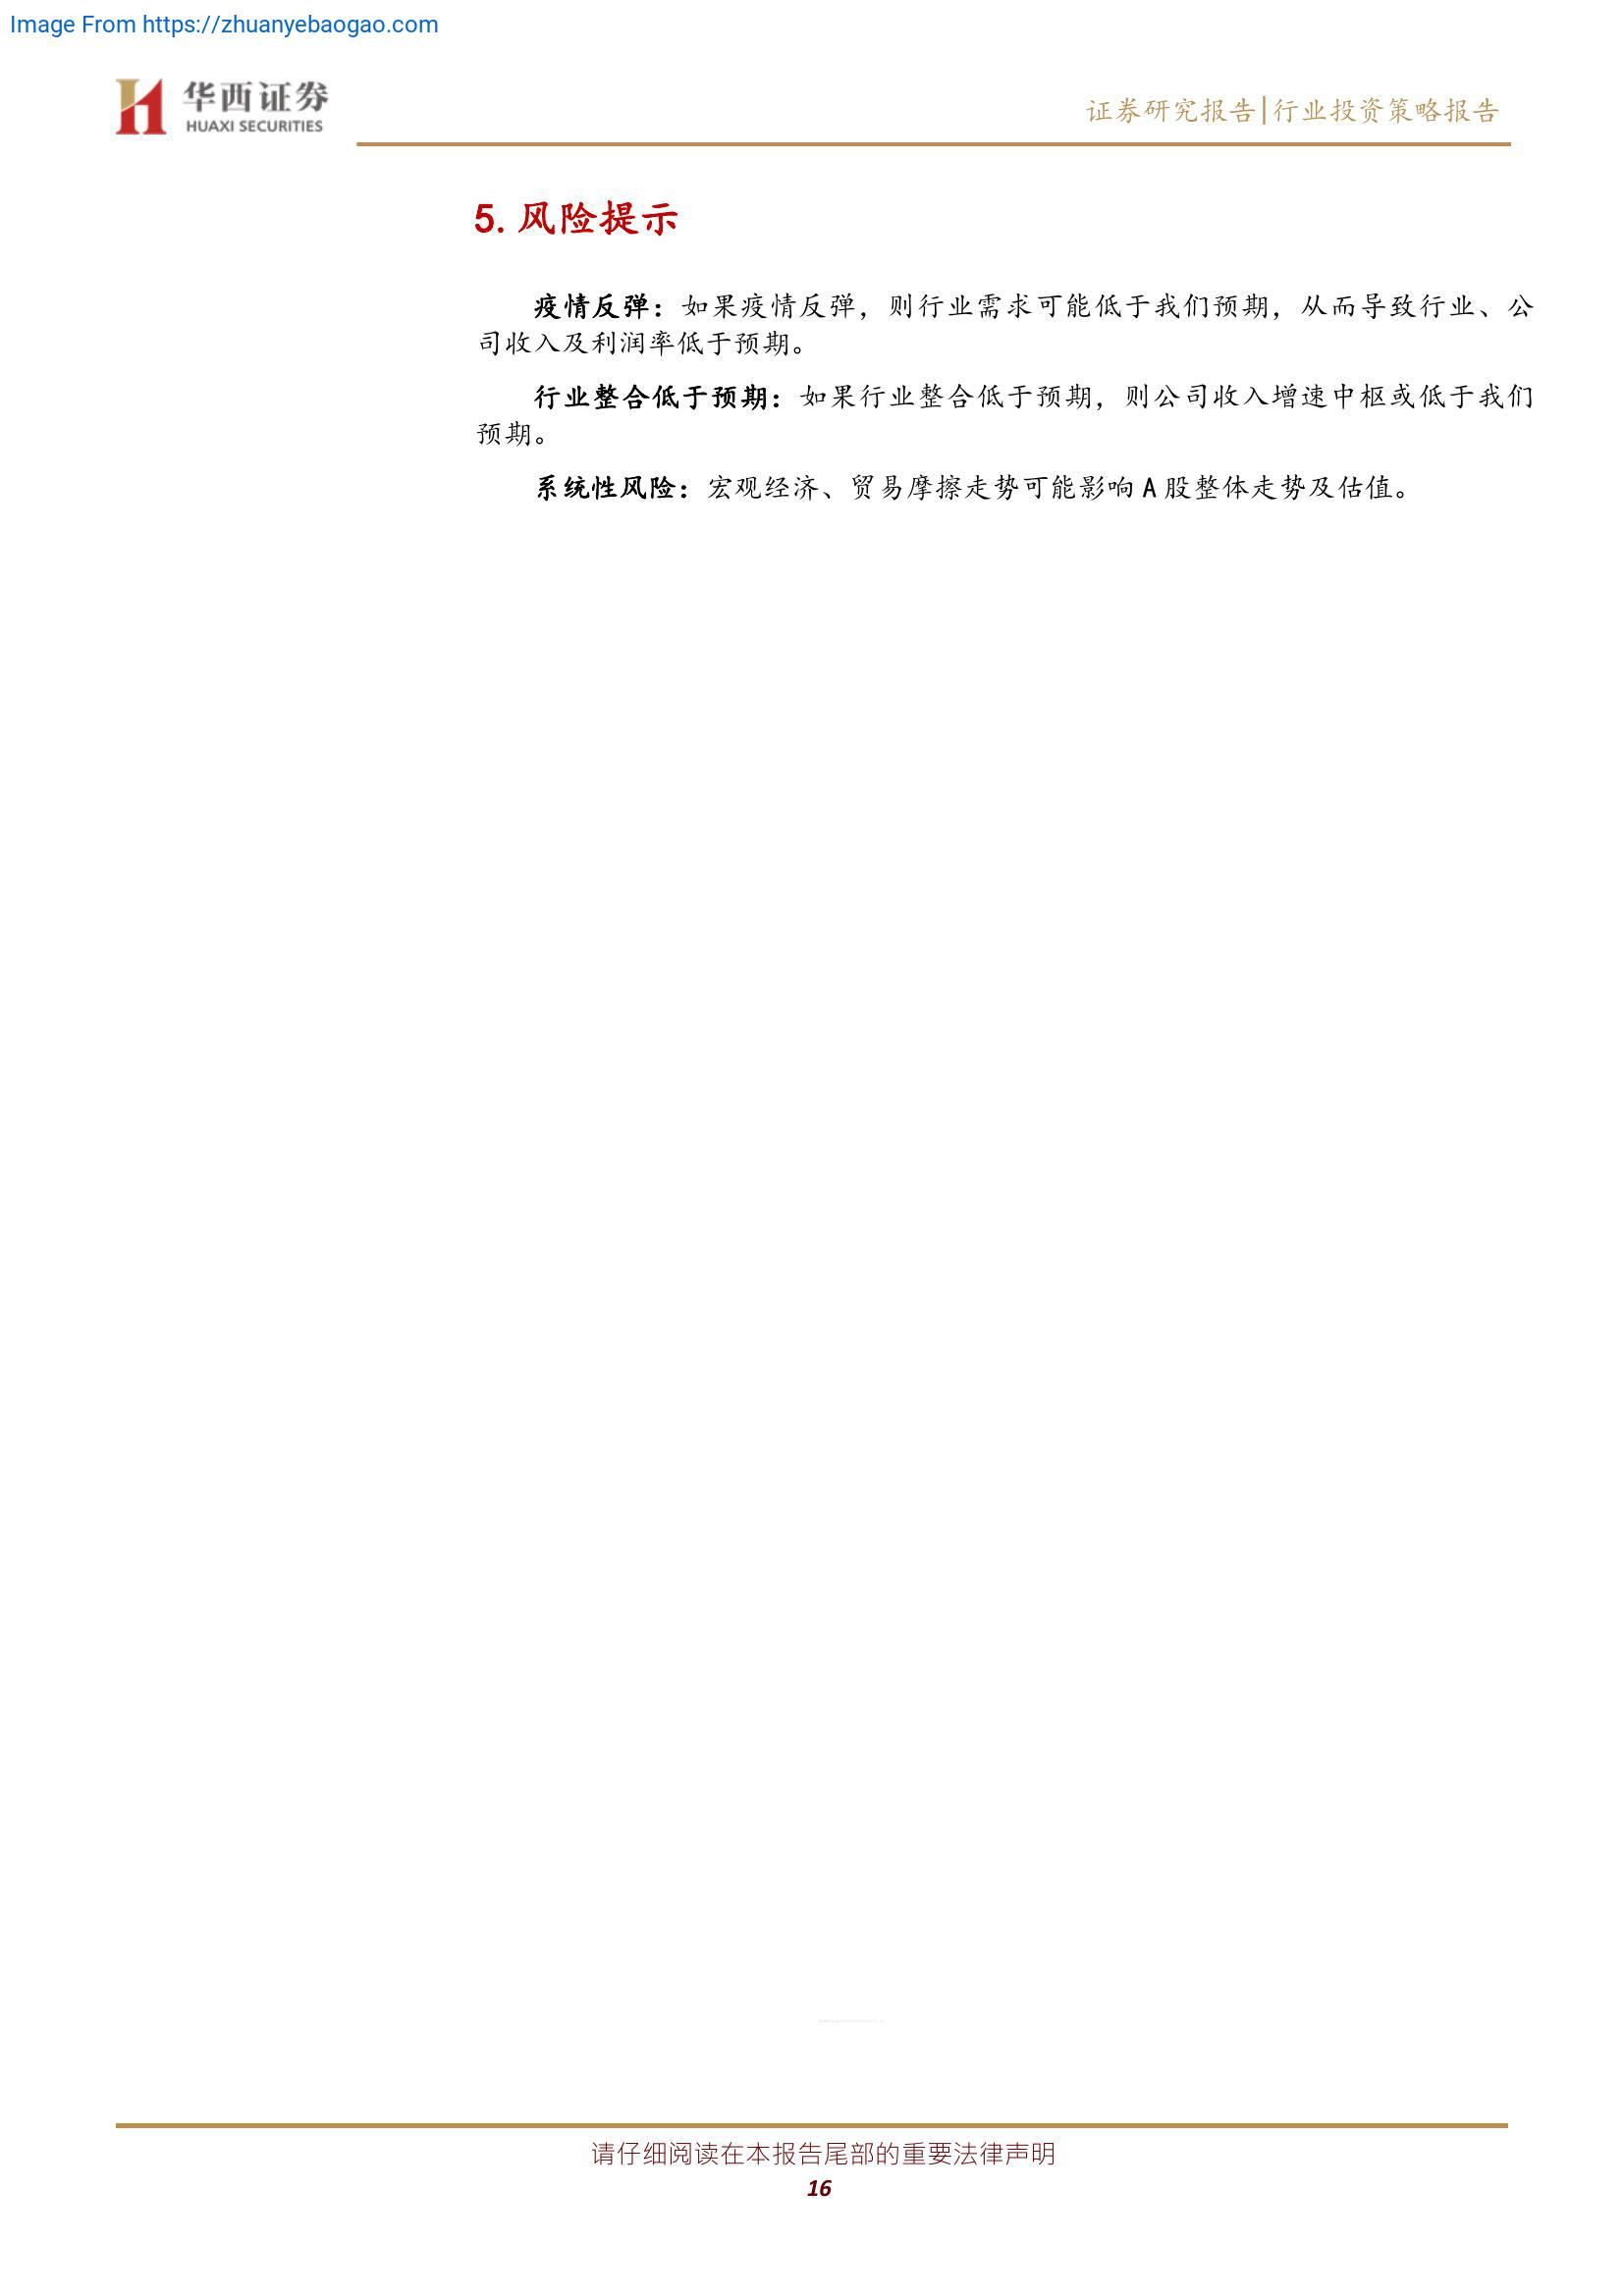 Image From https://zhuanyebaogao.com
华西证券
HUAXI SECURITIES
证券研究报告|行业投资策略报告
5.风险提示
疫情反弹：如果疫情反弹，则行业需求可能低于我们预期，从而导致行业、公
司收入及利润率低于预期。
行业整合低于预期：如果行业整合低于预期，则公司收入增速中枢或低于我们
预期。
系统性风险：宏观经济、贸易摩擦走势可能影响 A 股整体走势及估值。
请仔细阅读在本报告尾部的重要法律声明
16